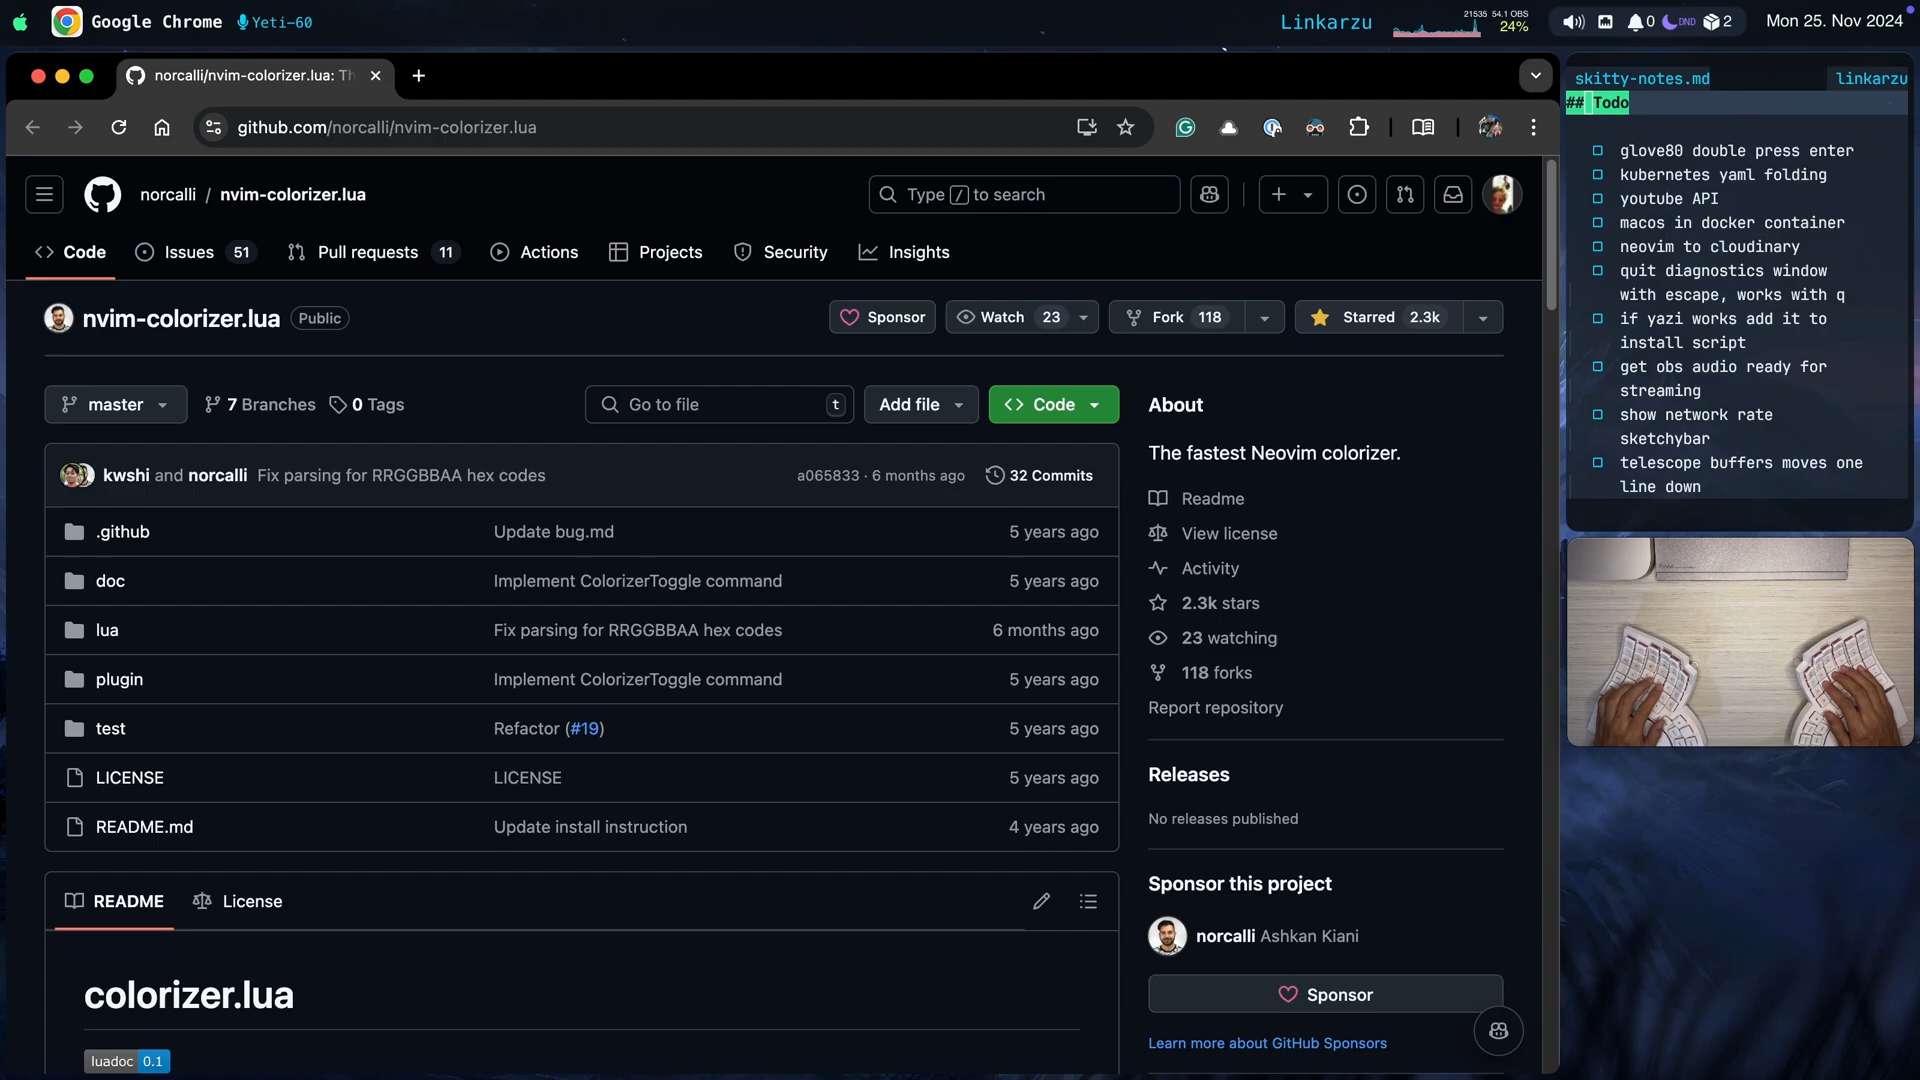 Google Chrome
Yeti-60
Linkarzu
21535 54.1 OBS
24%
0
DND
2
Mon 25. Nov 2024
norcalli/nvim-colorizer.lua: Th
github.com/norcalli/nvim-colorizer.lua
norcalli / nvim-colorizer.lua
Type / to search
Code
Issues 51
Pull requests 11
Actions
Projects
Security
Insights
nvim-colorizer.lua
Public
Sponsor
Watch 23
Fork 118
Starred 2.3k
master
7 Branches
0 Tags
Go to file
t
Add file
Code
kwshi and norcalli Fix parsing for RRGGBBAA hex codes
a065833 · 6 months ago
32 Commits
.github Update bug.md 5 years ago
doc Implement ColorizerToggle command 5 years ago
lua Fix parsing for RRGGBBAA hex codes 6 months ago
plugin Implement ColorizerToggle command 5 years ago
test Refactor (#19) 5 years ago
LICENSE LICENSE 5 years ago
README.md Update install instruction 4 years ago
README
License
colorizer.lua
luadoc 0.1
About
The fastest Neovim colorizer.
Readme
View license
Activity
2.3k stars
23 watching
118 forks
Report repository
Releases
No releases published
Sponsor this project
norcalli Ashkan Kiani
Sponsor
Learn more about GitHub Sponsors
skitty-notes.md
linkarzu
## Todo
glove80 double press enter
kubernetes yaml folding
youtube API
macos in docker container
neovim to cloudinary
quit diagnostics window
with escape, works with q
if yazi works add it to
install script
get obs audio ready for
streaming
show network rate
sketchybar
telescope buffers moves one
line down